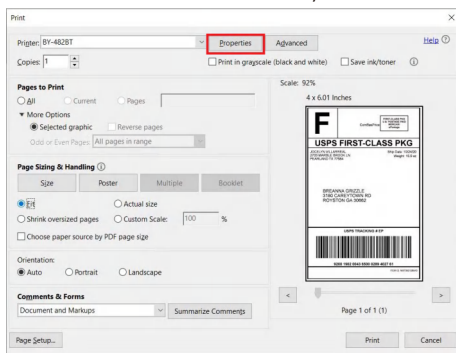 Print
Printer: BY-482BT Properties Advanced Help
Copies: 1 Print in grayscale (black and white) Save ink/toner
Pages to Print
All Current Pages
More Options
Selected graphic Reverse pages
Odd or Even Pages: All pages in range
Page Sizing & Handling
Size Poster Multiple Booklet
Fit Actual size
Shrink oversized pages Custom Scale: 100 %
Choose paper source by PDF page size
Orientation:
Auto Portrait Landscape
Comments & Forms
Document and Markups Summarize Comments
Scale: 92%
4 x 6.01 Inches
F
USPS FIRST-CLASS PKG
BREANNA GRIZZLE
3190 CAREYTOWN RD
ROYSTON GA 30662
USPS TRACKING # EP
< >
Page 1 of 1 (1)
Page Setup... Print Cancel